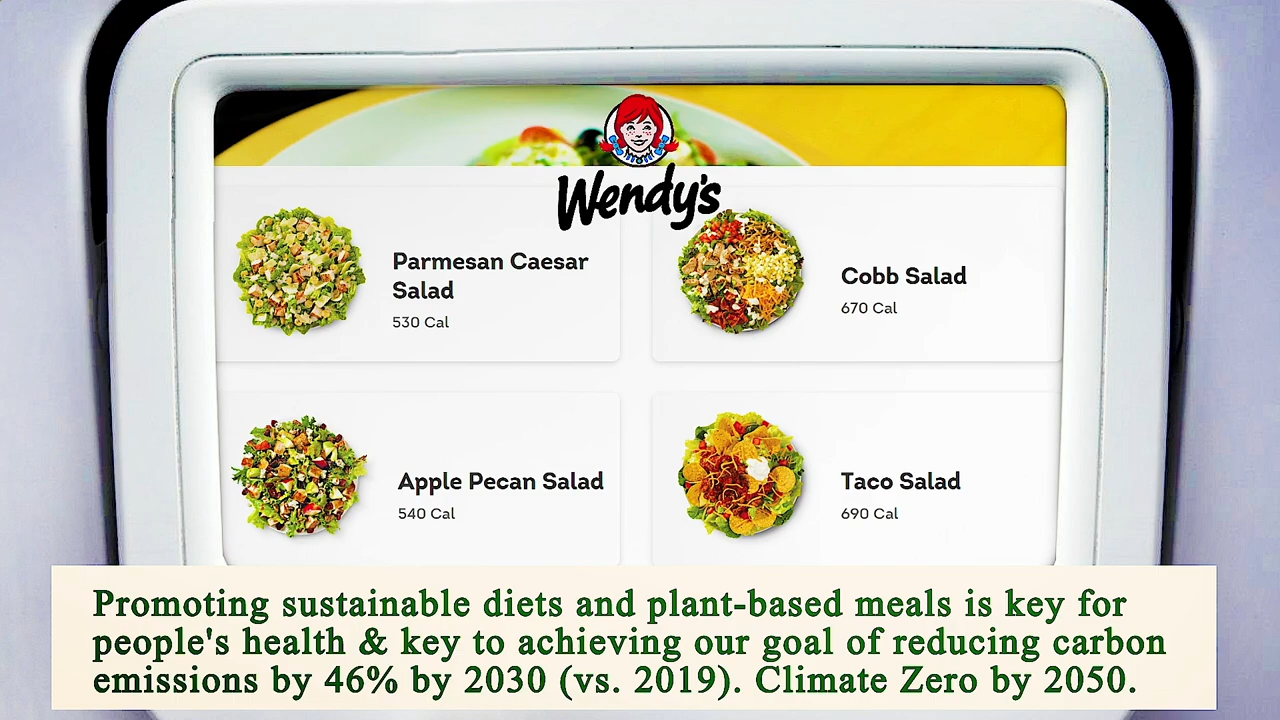 Wendy's
Parmesan Caesar
Salad
530 Cal
Cobb Salad
670 Cal
Apple Pecan Salad
540 Cal
Taco Salad
690 Cal
Promoting sustainable diets and plant-based meals is key for
people's health & key to achieving our goal of reducing carbon
emissions by 46% by 2030 (vs. 2019). Climate Zero by 2050.